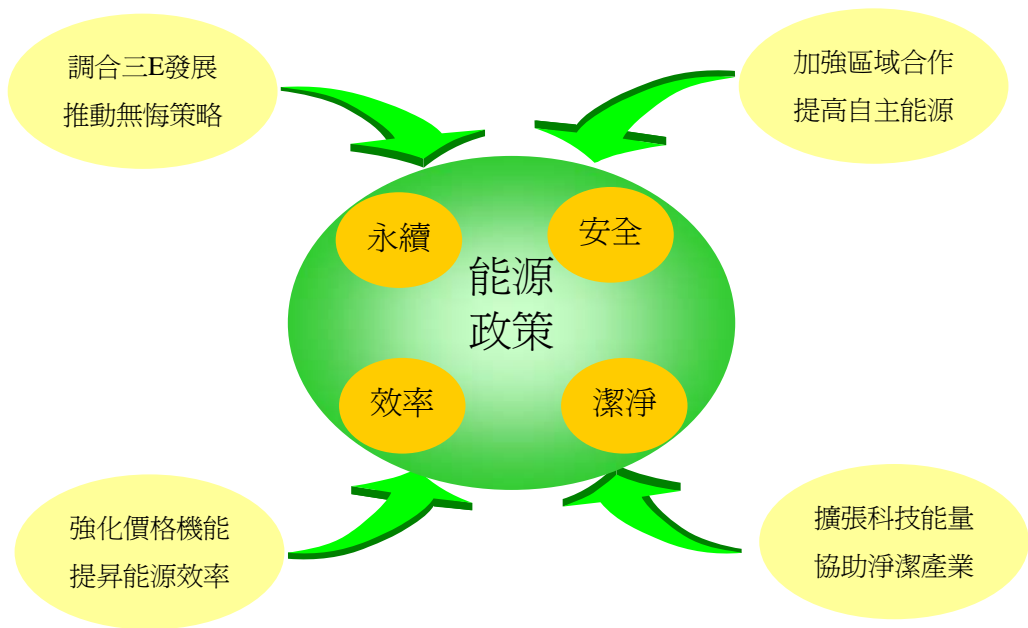 調合三E發展
推動無悔策略
加強區域合作
提高自主能源
永續
安全
能源
政策
效率
潔淨
強化價格機能
提昇能源效率
擴張科技能量
協助淨潔產業